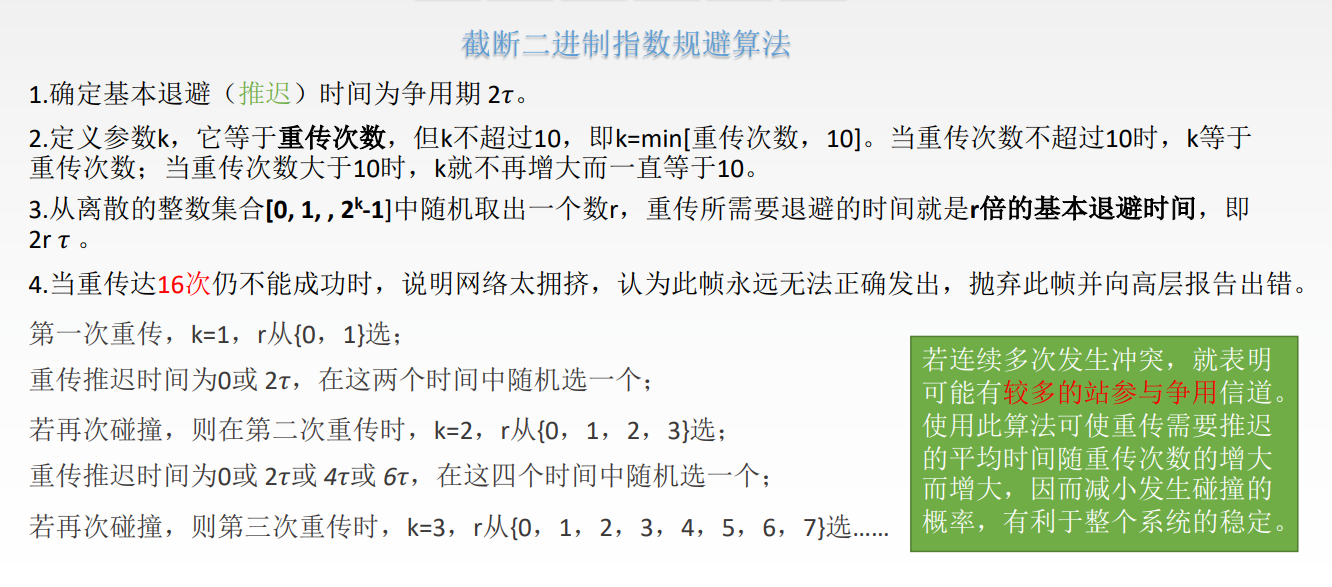 截断二进制指数规避算法
1.确定基本退避（推迟）时间为争用期 2τ。
2.定义参数k，它等于重传次数，但k不超过10，即k=min[重传次数，10]。当重传次数不超过10时，k等于
重传次数；当重传次数大于10时，k就不再增大而一直等于10。
3.从离散的整数集合[0, 1, , 2ᵏ-1]中随机取出一个数r，重传所需要退避的时间就是r倍的基本退避时间，即
2r τ 。
4.当重传达16次仍不能成功时，说明网络太拥挤，认为此帧永远无法正确发出，抛弃此帧并向高层报告出错。
第一次重传，k=1，r从{0，1}选；
重传推迟时间为0或 2τ，在这两个时间中随机选一个；
若再次碰撞，则在第二次重传时，k=2，r从{0，1，2，3}选；
重传推迟时间为0或 2τ或 4τ或 6τ，在这四个时间中随机选一个；
若再次碰撞，则第三次重传时，k=3，r从{0，1，2，3，4，5，6，7}选……
若连续多次发生冲突，就表明
可能有较多的站参与争用信道。
使用此算法可使重传需要推迟
的平均时间随重传次数的增大
而增大，因而减小发生碰撞的
概率，有利于整个系统的稳定。